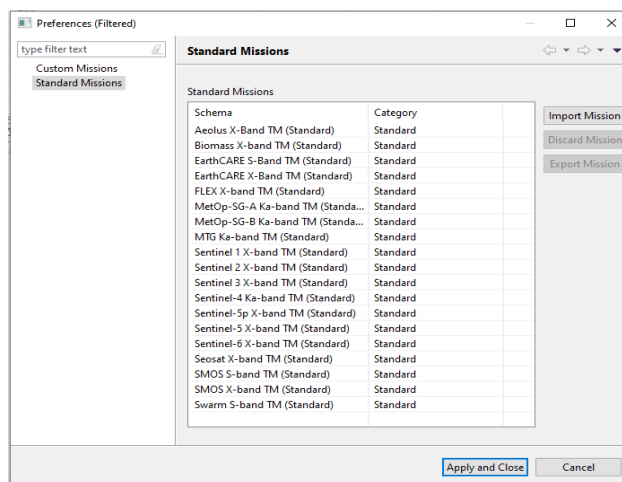 Preferences (Filtered)
type filter text
Custom Missions
Standard Missions
Standard Missions
Standard Missions
Schema Category
Aeolus X-Band TM (Standard) Standard
Biomass X-band TM (Standard) Standard
EarthCARE S-Band TM (Standard) Standard
EarthCARE X-Band TM (Standard) Standard
FLEX X-band TM (Standard) Standard
MetOp-SG-A Ka-band TM (Standa... Standard
MetOp-SG-B Ka-band TM (Standa... Standard
MTG Ka-band TM (Standard) Standard
Sentinel 1 X-band TM (Standard) Standard
Sentinel 2 X-band TM (Standard) Standard
Sentinel 3 X-band TM (Standard) Standard
Sentinel-4 Ka-band TM (Standard) Standard
Sentinel-5p X-band TM (Standard) Standard
Sentinel-5 X-band TM (Standard) Standard
Sentinel-6 X-band TM (Standard) Standard
Seosat X-band TM (Standard) Standard
SMOS S-band TM (Standard) Standard
SMOS X-band TM (Standard) Standard
Swarm S-band TM (Standard) Standard
Import Mission
Discard Mission
Export Mission
Apply and Close
Cancel